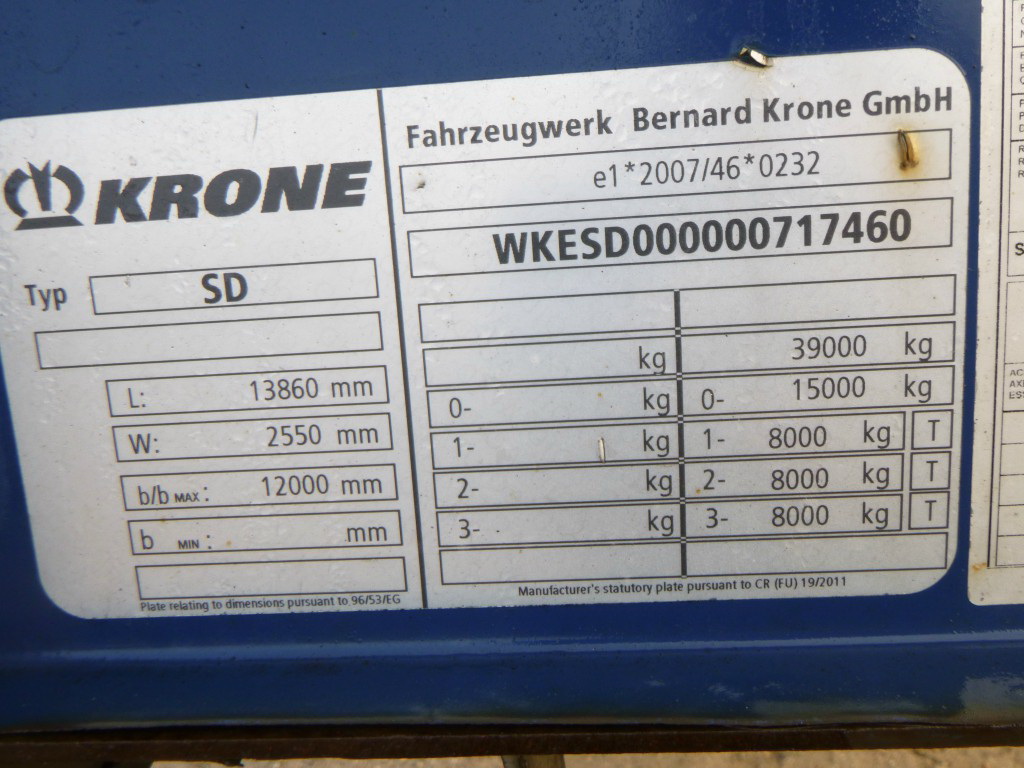 KRONE
Typ SD
L: 13860 mm
W: 2550 mm
b/b MAX: 12000 mm
b MIN: mm
Plate relating to dimensions pursuant to 96/53/EG
Fahrzeugwerk Bernard Krone GmbH
e1*2007/46*0232
WKESD000000717460
kg 39000 kg
0- kg 0- 15000 kg
1- kg 1- 8000 kg T
2- kg 2- 8000 kg T
3- kg 3- 8000 kg T
Manufacturer's statutory plate pursuant to CR (FU) 19/2011